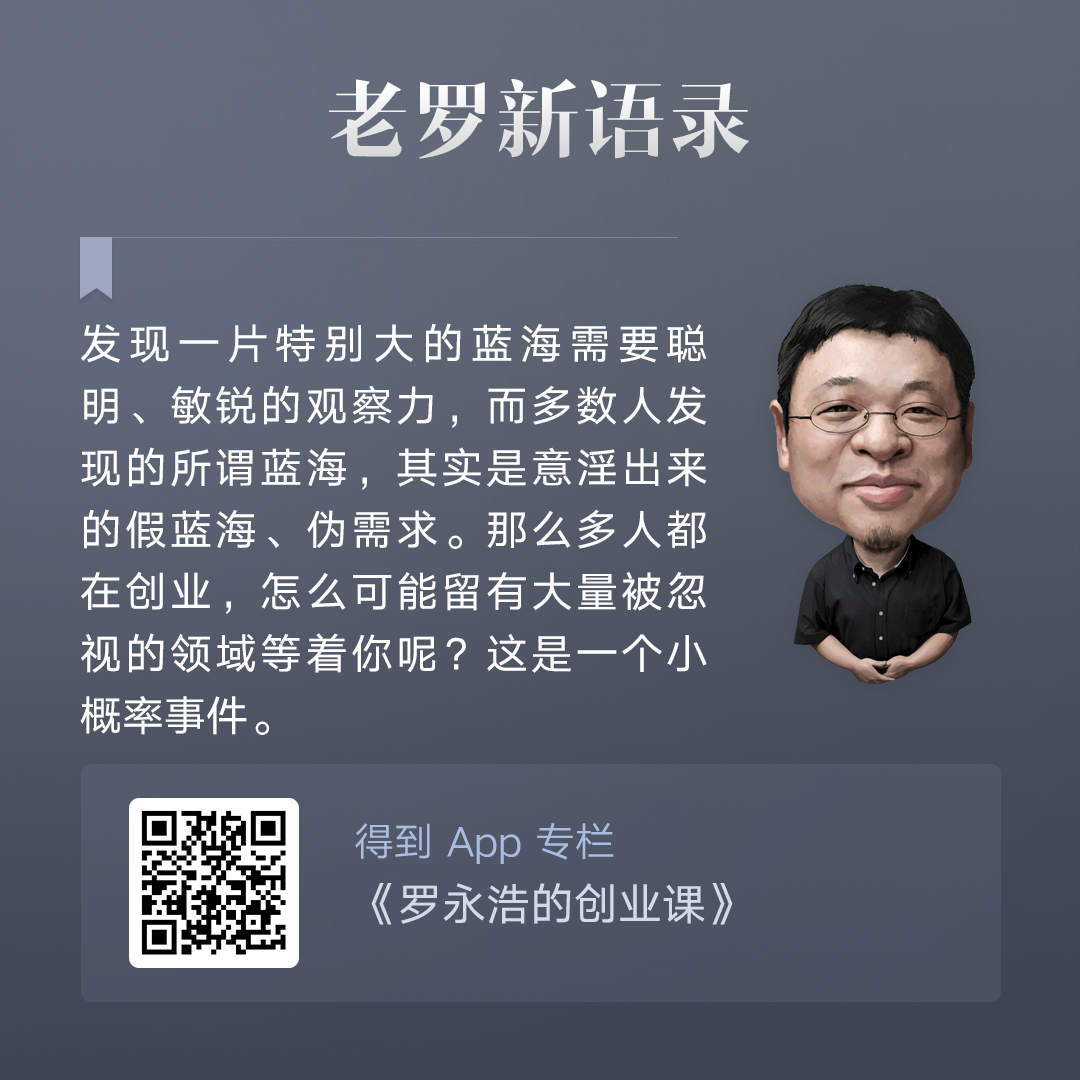 老罗新语录
发现一片特别大的蓝海需要聪
明、敏锐的观察力，而多数人发
现的所谓蓝海，其实是意淫出来
的假蓝海、伪需求。那么多人都
在创业，怎么可能留有大量被忽
视的领域等着你呢？这是一个小
概率事件。
得到 App 专栏
《罗永浩的创业课》